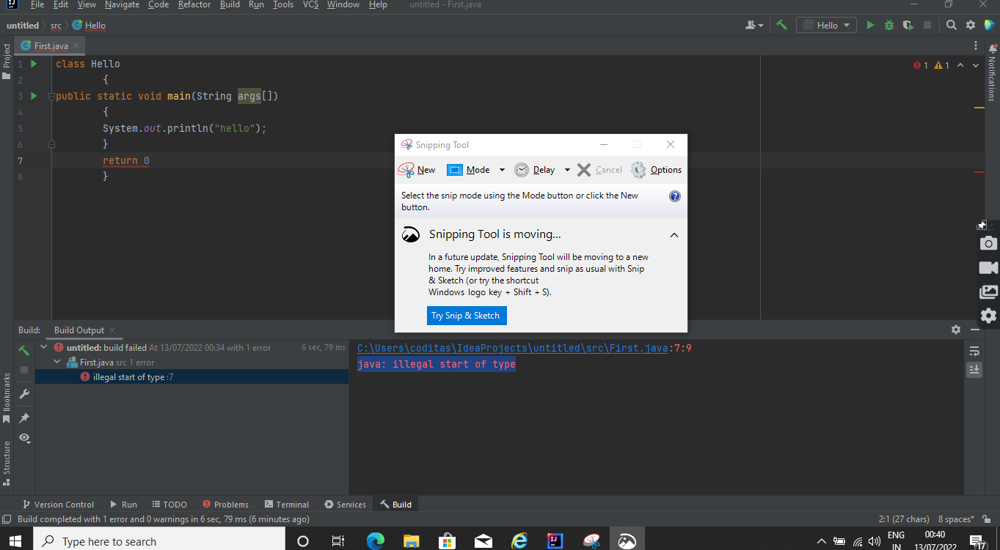 File Edit View Navigate Code Refactor Build Run Tools VCS Window Help untitled - First.java
untitled src Hello
Hello
First.java
Project
1 class Hello
1 1
2 {
3 public static void main(String args[])
4 {
5 System.out.println("hello");
6 }
7 return 0
8 }
Notifications
Snipping Tool
New Mode Delay Cancel Options
Select the snip mode using the Mode button or click the New
button.
Snipping Tool is moving...
In a future update, Snipping Tool will be moving to a new
home. Try improved features and snip as usual with Snip
& Sketch (or try the shortcut
Windows logo key + Shift + S).
Try Snip & Sketch
Build: Build Output
untitled: build failed At 13/07/2022 00:34 with 1 error 6 sec, 79 ms
First.java src 1 error
illegal start of type :7
C:\Users\coditas\IdeaProjects\untitled\src\First.java:7:9
java: illegal start of type
Bookmarks
Structure
Version Control Run TODO Problems Terminal Services Build
Build completed with 1 error and 0 warnings in 6 sec, 79 ms (6 minutes ago) 2:1 (27 chars) 8 spaces*
Type here to search
ENG
IN
00:40
13/07/2022
17